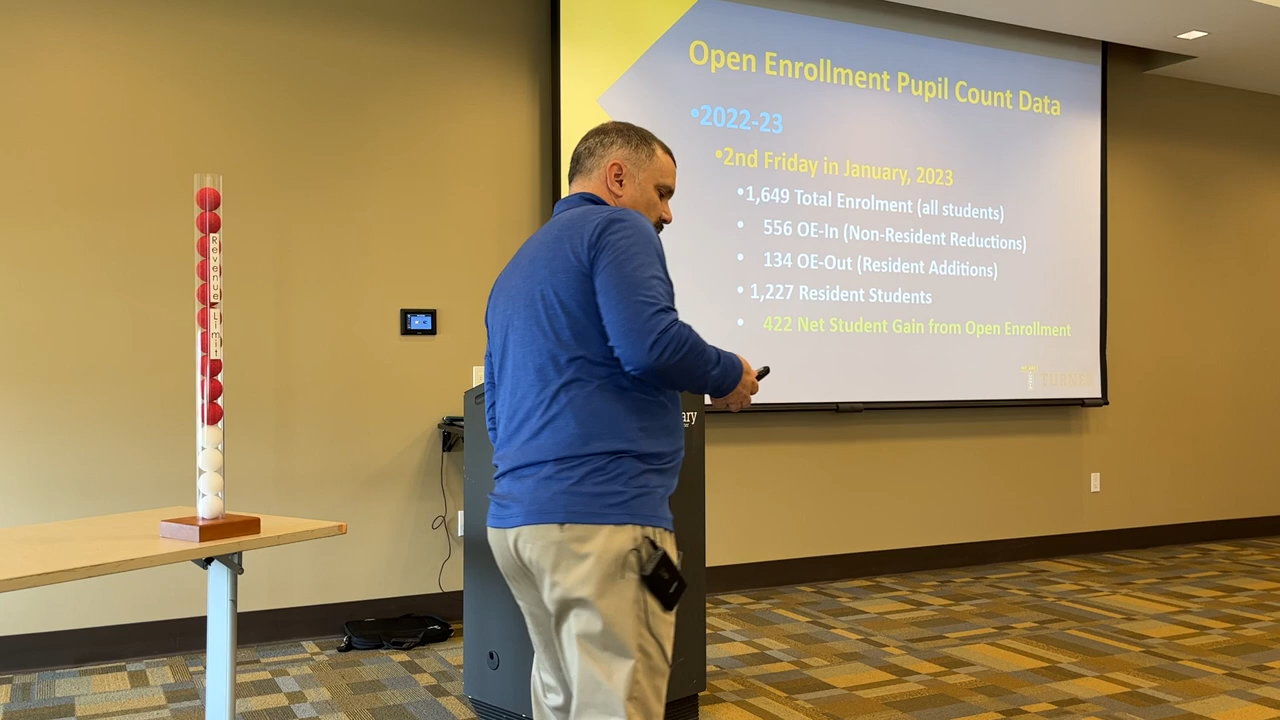 Open Enrollment Pupil Count Data
•2022-23
•2nd Friday in January, 2023
•1,649 Total Enrolment (all students)
• 556 OE-In (Non-Resident Reductions)
• 134 OE-Out (Resident Additions)
• 1,227 Resident Students
• 422 Net Student Gain from Open Enrollment
TURNER
Revenue Limit